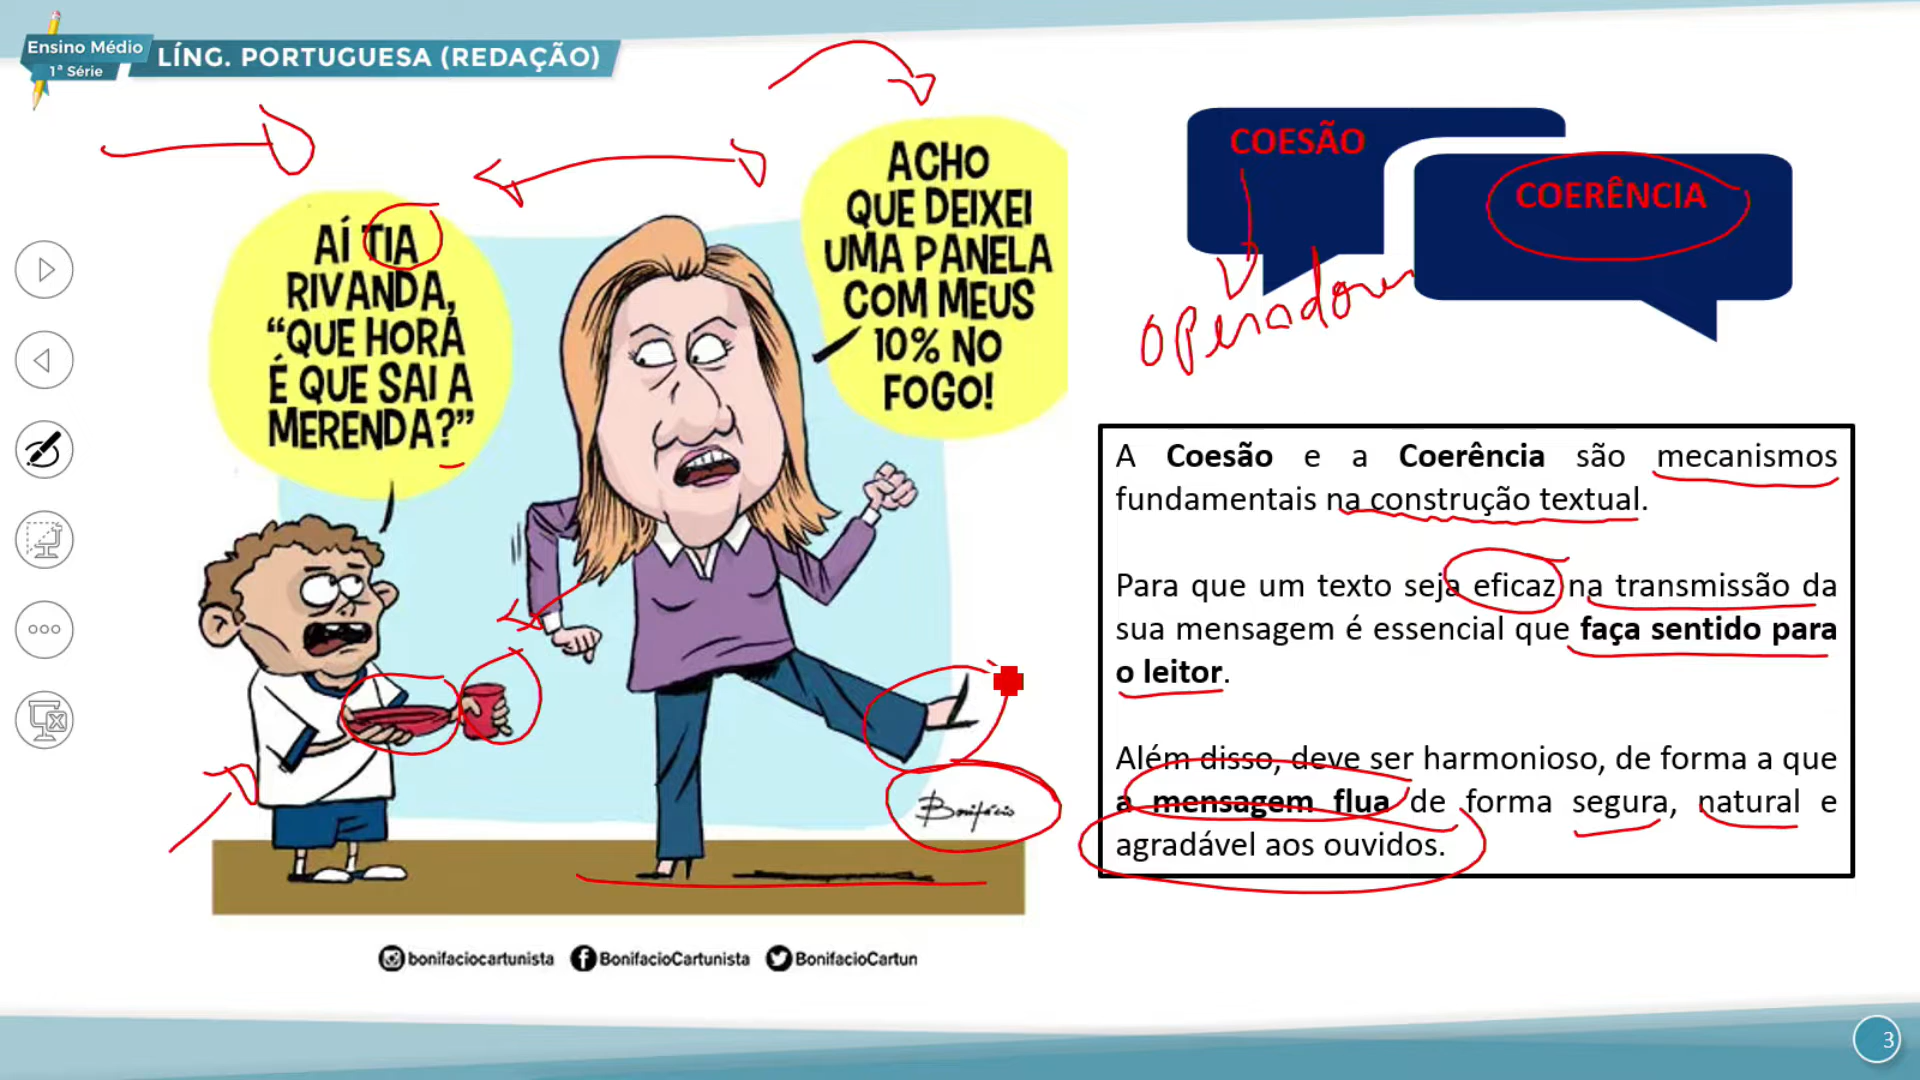 Ensino Médio
1ª Série
LÍNG. PORTUGUESA (REDAÇÃO)
AÍ TIA
RIVANDA,
“QUE HORA
É QUE SAI A
MERENDA?”
ACHO
QUE DEIXEI
UMA PANELA
COM MEUS
10% NO
FOGO!
Bonifácio
bonifaciocartunista
BonifacioCartunista
BonifacioCartun
COESÃO
COERÊNCIA
operadores
A Coesão e a Coerência são mecanismos
fundamentais na construção textual.
Para que um texto seja eficaz na transmissão da
sua mensagem é essencial que faça sentido para
o leitor.
Além disso, deve ser harmonioso, de forma a que
a mensagem flua de forma segura, natural e
agradável aos ouvidos.
3